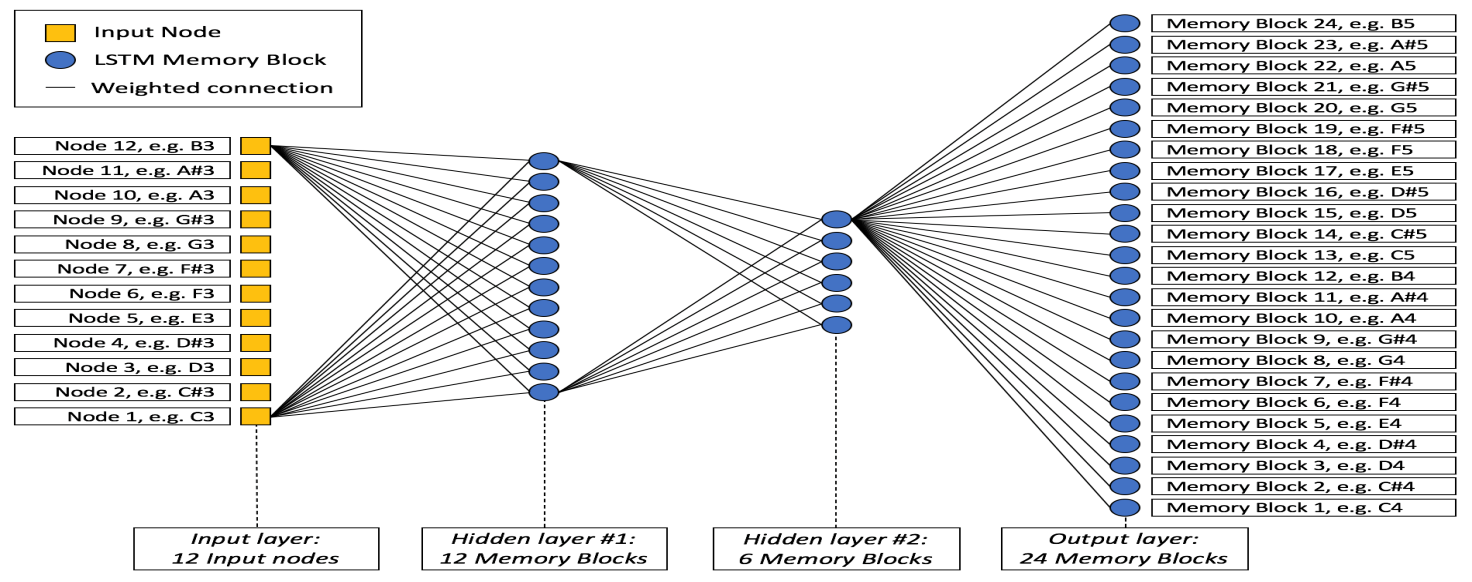 Input Node
LSTM Memory Block
Weighted connection
Node 12, e.g. B3
Node 11, e.g. A#3
Node 10, e.g. A3
Node 9, e.g. G#3
Node 8, e.g. G3
Node 7, e.g. F#3
Node 6, e.g. F3
Node 5, e.g. E3
Node 4, e.g. D#3
Node 3, e.g. D3
Node 2, e.g. C#3
Node 1, e.g. C3
Memory Block 24, e.g. B5
Memory Block 23, e.g. A#5
Memory Block 22, e.g. A5
Memory Block 21, e.g. G#5
Memory Block 20, e.g. G5
Memory Block 19, e.g. F#5
Memory Block 18, e.g. F5
Memory Block 17, e.g. E5
Memory Block 16, e.g. D#5
Memory Block 15, e.g. D5
Memory Block 14, e.g. C#5
Memory Block 13, e.g. C5
Memory Block 12, e.g. B4
Memory Block 11, e.g. A#4
Memory Block 10, e.g. A4
Memory Block 9, e.g. G#4
Memory Block 8, e.g. G4
Memory Block 7, e.g. F#4
Memory Block 6, e.g. F4
Memory Block 5, e.g. E4
Memory Block 4, e.g. D#4
Memory Block 3, e.g. D4
Memory Block 2, e.g. C#4
Memory Block 1, e.g. C4
Input layer:
12 Input nodes
Hidden layer #1:
12 Memory Blocks
Hidden layer #2:
6 Memory Blocks
Output layer:
24 Memory Blocks